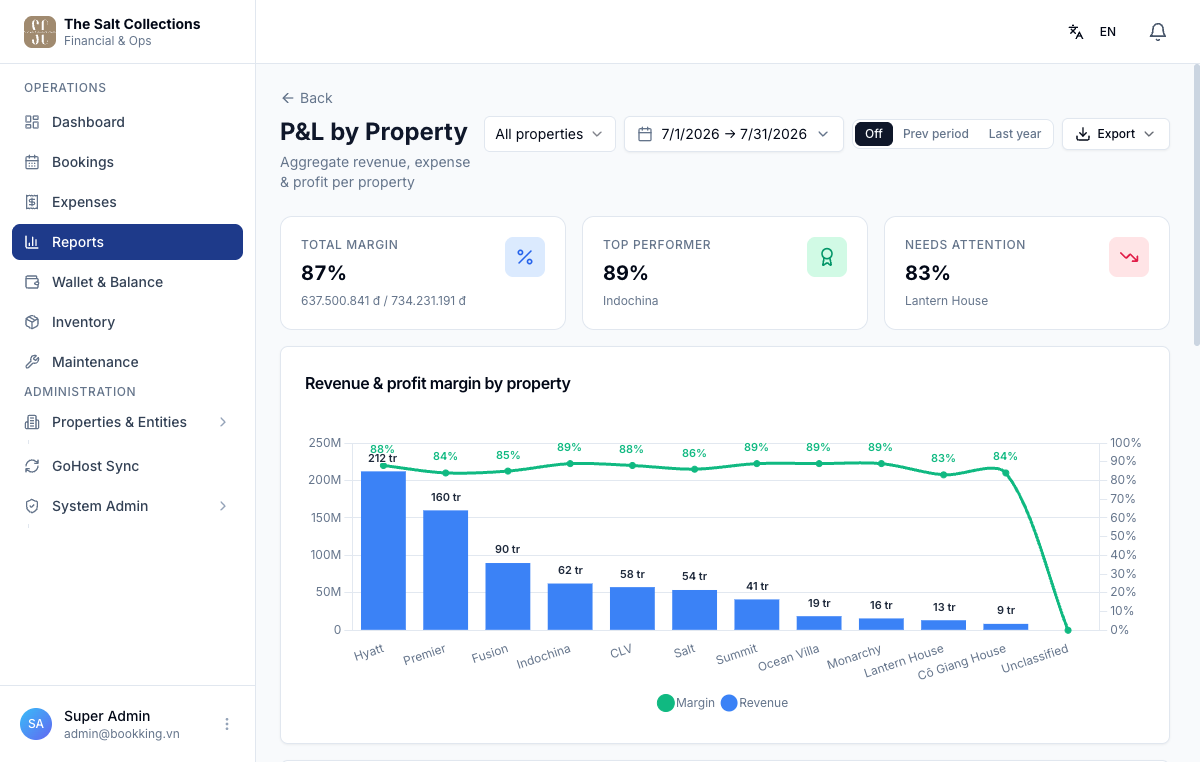 The Salt Collections
Financial & Ops
EN
OPERATIONS
Dashboard
Bookings
Expenses
Reports
Wallet & Balance
Inventory
Maintenance
ADMINISTRATION
Properties & Entities
GoHost Sync
System Admin
SA
Super Admin
admin@bookking.vn
Back
P&L by Property
Aggregate revenue, expense
& profit per property
All properties
7/1/2026 → 7/31/2026
Off Prev period Last year
Export
TOTAL MARGIN
87%
637.500.841 đ / 734.231.191 đ
TOP PERFORMER
89%
Indochina
NEEDS ATTENTION
83%
Lantern House
Revenue & profit margin by property
250M
200M
150M
100M
50M
0
88% 84% 85% 89% 88% 86% 89% 89% 89% 83% 84%
212 tr 160 tr 90 tr 62 tr 58 tr 54 tr 41 tr 19 tr 16 tr 13 tr 9 tr
100%
90%
80%
70%
60%
50%
40%
30%
20%
10%
0%
Hyatt Premier Fusion Indochina CLV Salt Summit Ocean Villa Monarchy Lantern House Cô Giang House Unclassified
Margin Revenue